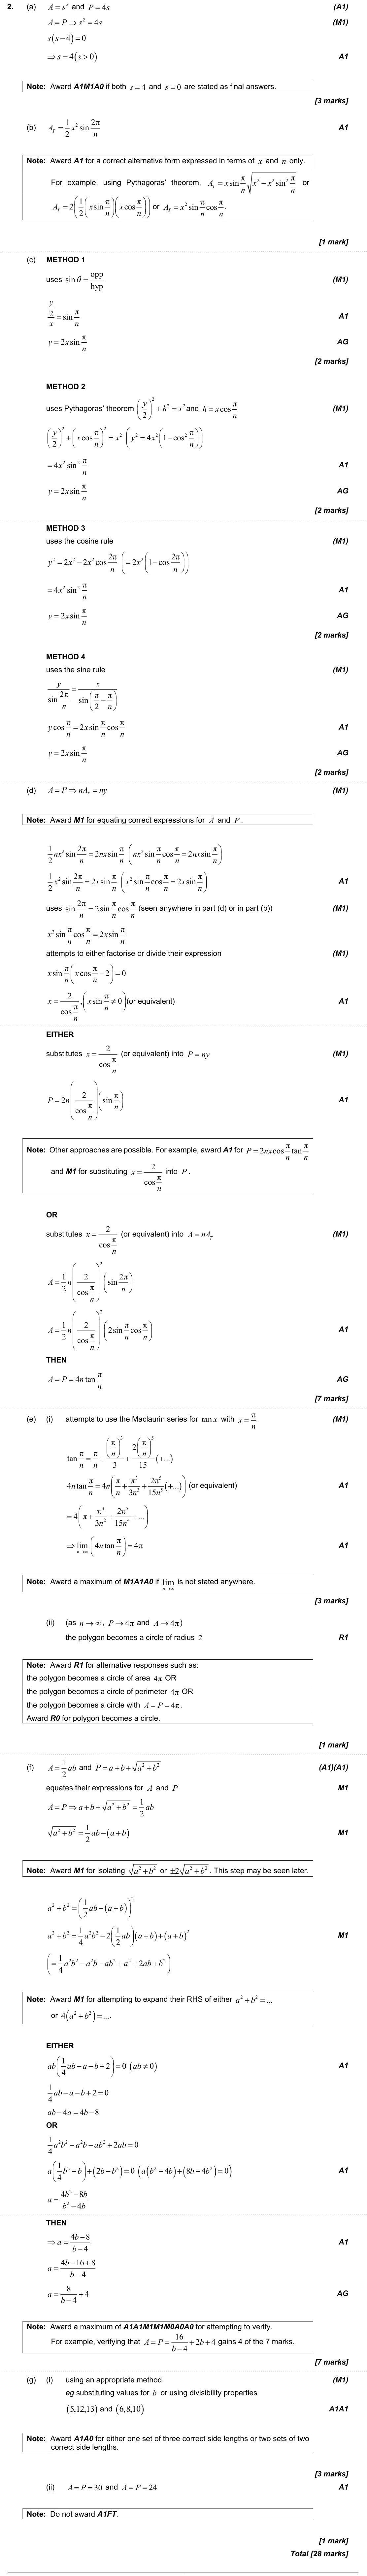 2. (a) A = s² and P = 4s (A1)
A = P ⇒ s² = 4s (M1)
s(s−4) = 0
⇒ s = 4 (s > 0) A1
Note: Award A1M1A0 if both s = 4 and s = 0 are stated as final answers.
[3 marks]
(b) A_T = 1/2 x² sin 2π/n A1
Note: Award A1 for a correct alternative form expressed in terms of x and n only.
For example, using Pythagoras' theorem, A_T = x sin π/n √(x² − x² sin² π/n) or
A_T = 2(1/2 (x sin π/n)(x cos π/n)) or A_T = x² sin π/n cos π/n.
[1 mark]
(c) METHOD 1
uses sin θ = opp/hyp (M1)
(y/2)/x = sin π/n A1
y = 2x sin π/n AG
[2 marks]
METHOD 2
uses Pythagoras' theorem (y/2)² + h² = x² and h = x cos π/n (M1)
(y/2)² + (x cos π/n)² = x² (y² = 4x²(1 − cos² π/n))
= 4x² sin² π/n A1
y = 2x sin π/n AG
[2 marks]
METHOD 3
uses the cosine rule (M1)
y² = 2x² − 2x² cos 2π/n (= 2x²(1 − cos 2π/n))
= 4x² sin² π/n A1
y = 2x sin π/n AG
[2 marks]
METHOD 4
uses the sine rule (M1)
y/(sin 2π/n) = x/(sin(π/2 − π/n))
y cos π/n = 2x sin π/n cos π/n A1
y = 2x sin π/n AG
[2 marks]
(d) A = P ⇒ nA_T = ny (M1)
Note: Award M1 for equating correct expressions for A and P.
1/2 nx² sin 2π/n = 2nx sin π/n (nx² sin π/n cos π/n = 2nx sin π/n)
1/2 x² sin 2π/n = 2x sin π/n (x² sin π/n cos π/n = 2x sin π/n) A1
uses sin 2π/n = 2 sin π/n cos π/n (seen anywhere in part (d) or in part (b)) (M1)
x² sin π/n cos π/n = 2x sin π/n
attempts to either factorise or divide their expression (M1)
x sin π/n (x cos π/n − 2) = 0
x = 2/(cos π/n), (x sin π/n ≠ 0) (or equivalent) A1
EITHER
substitutes x = 2/(cos π/n) (or equivalent) into P = ny (M1)
P = 2n(2/(cos π/n))(sin π/n) A1
Note: Other approaches are possible. For example, award A1 for P = 2nx cos π/n tan π/n
and M1 for substituting x = 2/(cos π/n) into P.
OR
substitutes x = 2/(cos π/n) (or equivalent) into A = nA_T (M1)
A = 1/2 n(2/(cos π/n))² (sin 2π/n)
A = 1/2 n(2/(cos π/n))² (2 sin π/n cos π/n) A1
THEN
A = P = 4n tan π/n AG
[7 marks]
(e) (i) attempts to use the Maclaurin series for tan x with x = π/n (M1)
tan π/n = π/n + (π/n)³/3 + 2(π/n)⁵/15 (+...)
4n tan π/n = 4n(π/n + π³/3n³ + 2π⁵/15n⁵ (+...)) (or equivalent) A1
= 4(π + π³/3n² + 2π⁵/15n⁴ + ...)
⇒ lim n→∞ (4n tan π/n) = 4π A1
Note: Award a maximum of M1A1A0 if lim n→∞ is not stated anywhere.
[3 marks]
(ii) (as n → ∞, P → 4π and A → 4π)
the polygon becomes a circle of radius 2 R1
Note: Award R1 for alternative responses such as:
the polygon becomes a circle of area 4π OR
the polygon becomes a circle of perimeter 4π OR
the polygon becomes a circle with A = P = 4π.
Award R0 for polygon becomes a circle.
[1 mark]
(f) A = 1/2 ab and P = a + b + √(a² + b²) (A1)(A1)
equates their expressions for A and P M1
A = P ⇒ a + b + √(a² + b²) = 1/2 ab
√(a² + b²) = 1/2 ab − (a + b) M1
Note: Award M1 for isolating √(a² + b²) or ±2√(a² + b²). This step may be seen later.
a² + b² = (1/2 ab − (a + b))²
a² + b² = 1/4 a²b² − 2(1/2 ab)(a + b) + (a + b)² M1
(= 1/4 a²b² − a²b − ab² + a² + 2ab + b²)
Note: Award M1 for attempting to expand their RHS of either a² + b² = ...
or 4(a² + b²) = ....
EITHER
ab(1/4 ab − a − b + 2) = 0 (ab ≠ 0) A1
1/4 ab − a − b + 2 = 0
ab − 4a = 4b − 8
OR
1/4 a²b² − a²b − ab² + 2ab = 0
a(1/4 b² − b) + (2b − b²) = 0 (a(b² − 4b) + (8b − 4b²) = 0) A1
a = (4b² − 8b)/(b² − 4b)
THEN
⇒ a = (4b − 8)/(b − 4) A1
a = (4b − 16 + 8)/(b − 4)
a = 8/(b − 4) + 4 AG
Note: Award a maximum of A1A1M1M1M0A0A0 for attempting to verify.
For example, verifying that A = P = 16/(b − 4) + 2b + 4 gains 4 of the 7 marks.
[7 marks]
(g) (i) using an appropriate method (M1)
eg substituting values for b or using divisibility properties
(5,12,13) and (6,8,10) A1A1
Note: Award A1A0 for either one set of three correct side lengths or two sets of two
correct side lengths.
[3 marks]
(ii) A = P = 30 and A = P = 24 A1
Note: Do not award A1FT.
[1 mark]
Total [28 marks]